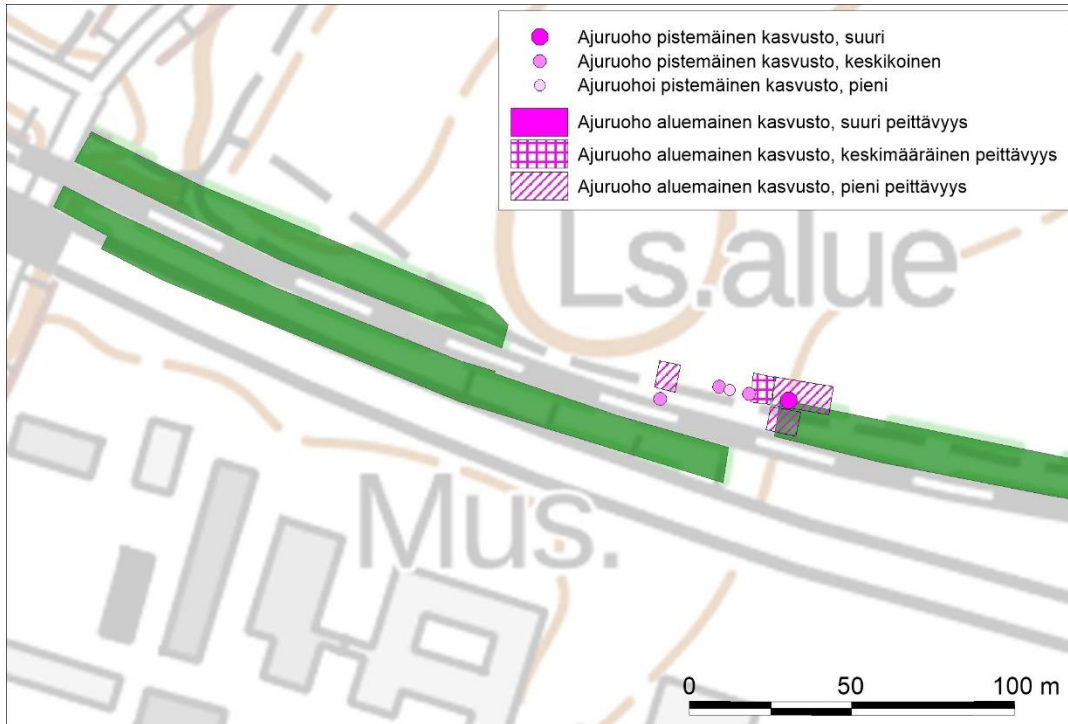 Ajuruoho pistemäinen kasvusto, suuri
Ajuruoho pistemäinen kasvusto, keskikoinen
Ajuruohoi pistemäinen kasvusto, pieni
Ajuruoho aluemainen kasvusto, suuri peittävyys
Ajuruoho aluemainen kasvusto, keskimääräinen peittävyys
Ajuruoho aluemainen kasvusto, pieni peittävyys
Ls.alue
Mus.
0 50 100 m